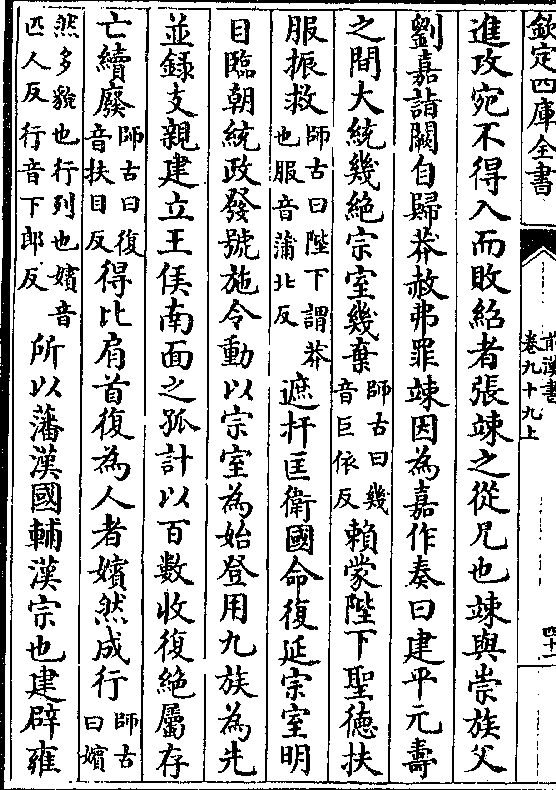 欽定四庫全書
前漢書
卷九十九上
四十一
進攻宛不得入而敗紹者張竦之從兄也竦與崇族父
劉嘉詣闕自歸莽赦弗罪竦因為嘉作奏曰建平元壽
之間大統幾絶宗室幾棄師古曰幾音巨依反賴蒙陛下聖德扶
服振救師古曰陛下謂莽也服音蒲北反遮扞匡衛國命復延宗室明
目臨朝統政發號施令動以宗室為始登用九族為先
並録支親建立王侯南面之孤計以百數收復絶屬存
亡續廢師古曰復音扶目反得比肩首復為人者嬪然成行師古曰嬪
然多貌也行列也嬪音匹人反行音下郎反所以藩漢國輔漢宗也建辟雍